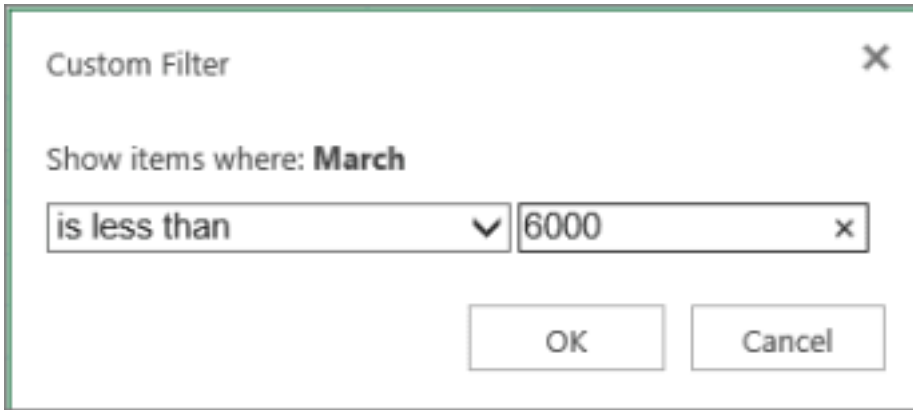 Custom Filter
Show items where: March
is less than 6000
OK Cancel